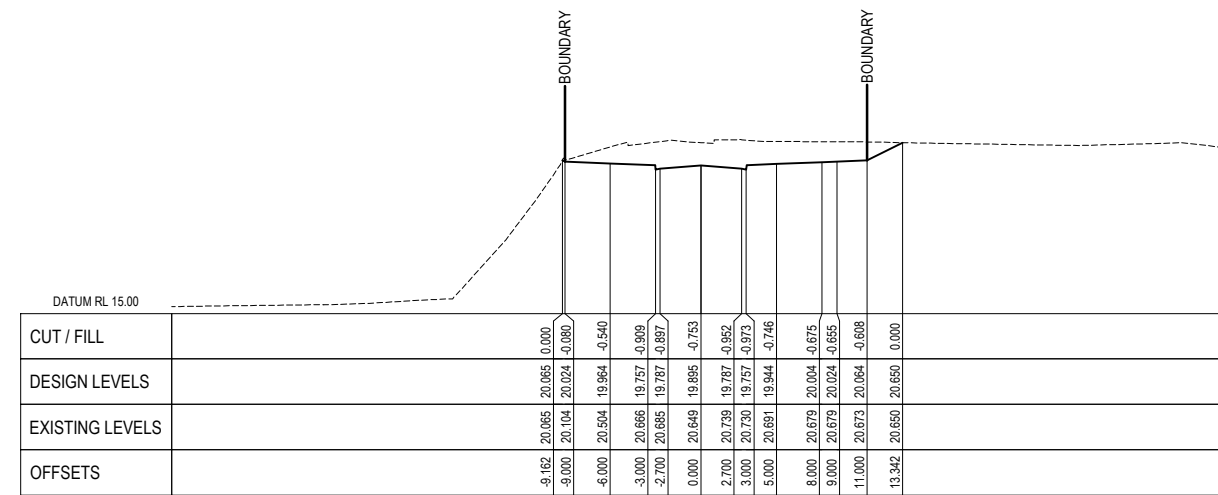 BOUNDARY
BOUNDARY
DATUM RL 15.00
CUT / FILL 0.000 -0.080 -0.540 -0.909 -0.897 -0.753 -0.952 -0.973 -0.746 -0.675 -0.655 -0.608 0.000
DESIGN LEVELS 20.065 20.024 19.964 19.757 19.787 19.895 19.787 19.757 19.944 20.004 20.024 20.064 20.650
EXISTING LEVELS 20.065 20.104 20.504 20.666 20.685 20.649 20.739 20.730 20.691 20.679 20.679 20.673 20.650
OFFSETS -9.162 -9.000 -6.000 -3.000 -2.700 0.000 2.700 3.000 5.000 8.000 9.000 11.000 13.342